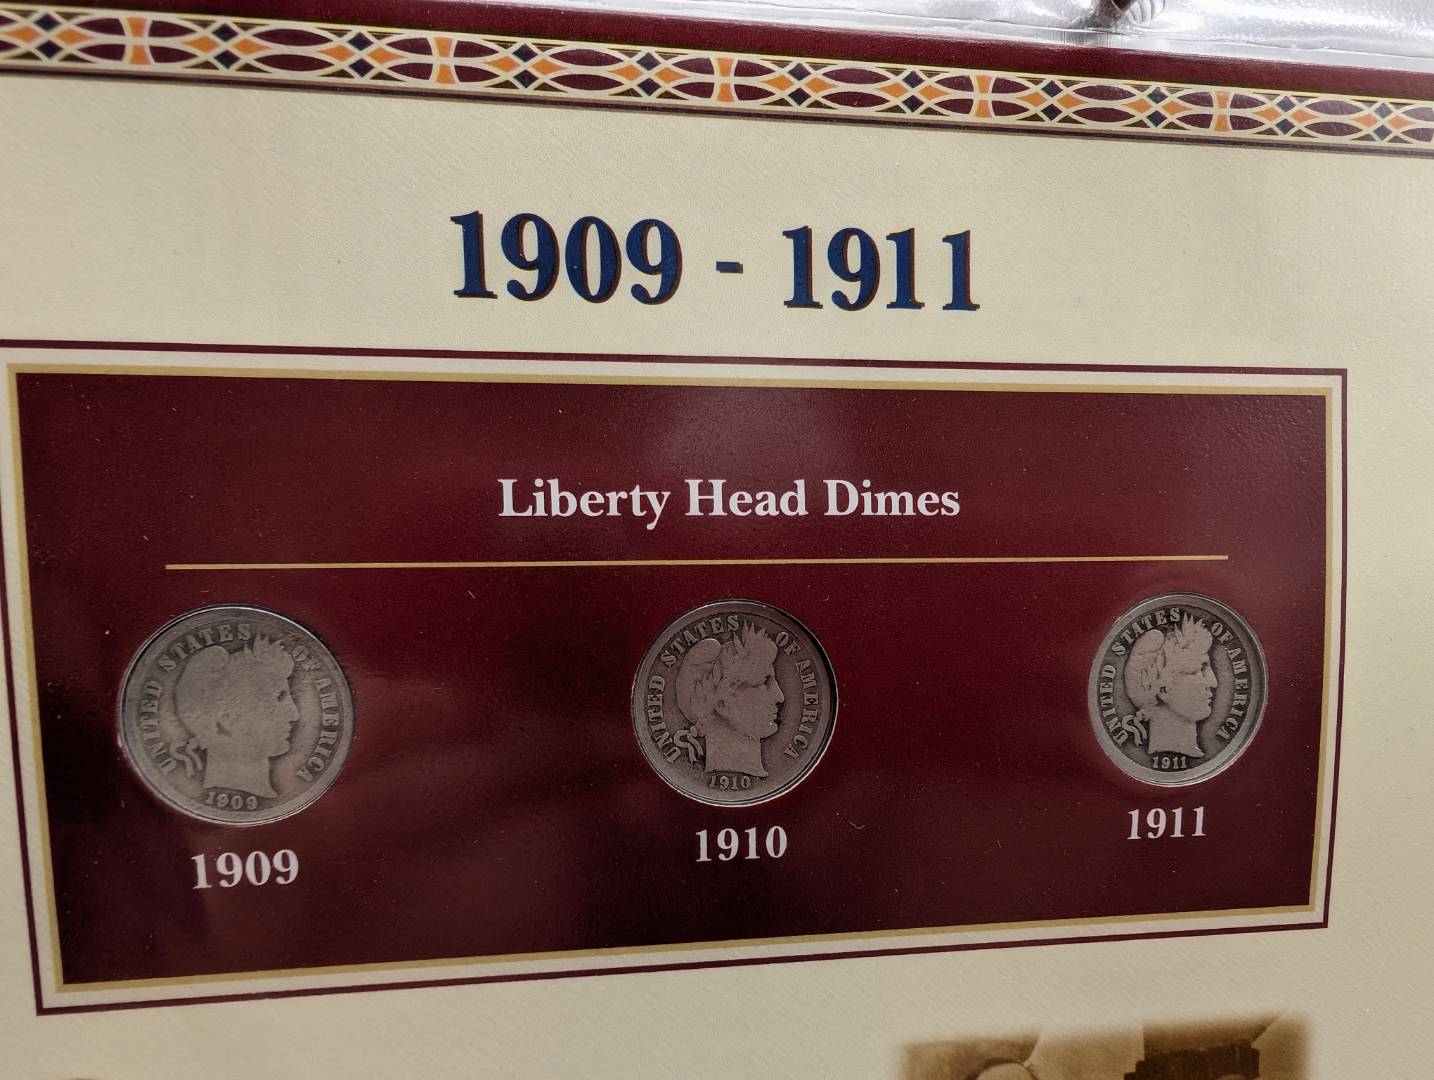 1909 - 1911
Liberty Head Dimes
UNITED STATES OF AMERICA
1909
UNITED STATES OF AMERICA
1910
UNITED STATES OF AMERICA
1911
1909
1910
1911